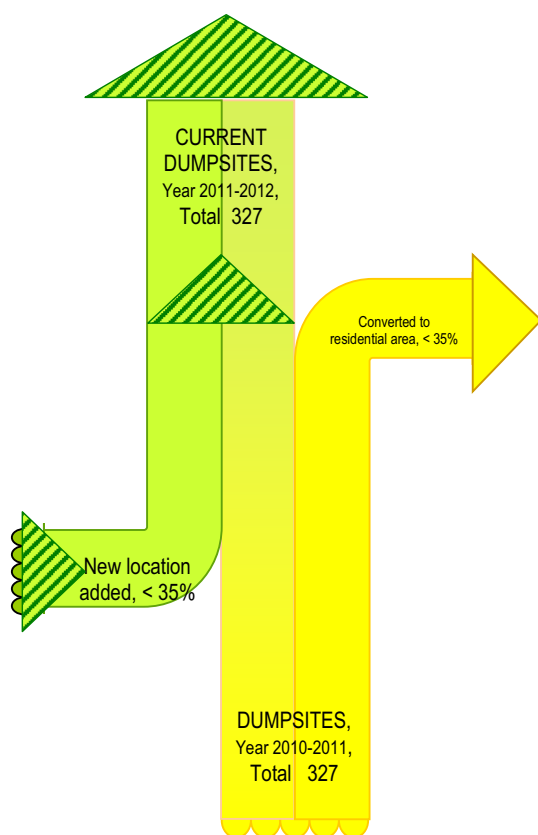 CURRENT
DUMPSITES,
Year 2011-2012,
Total 327
Converted to
residential area, < 35%
New location
added, < 35%
DUMPSITES,
Year 2010-2011,
Total 327